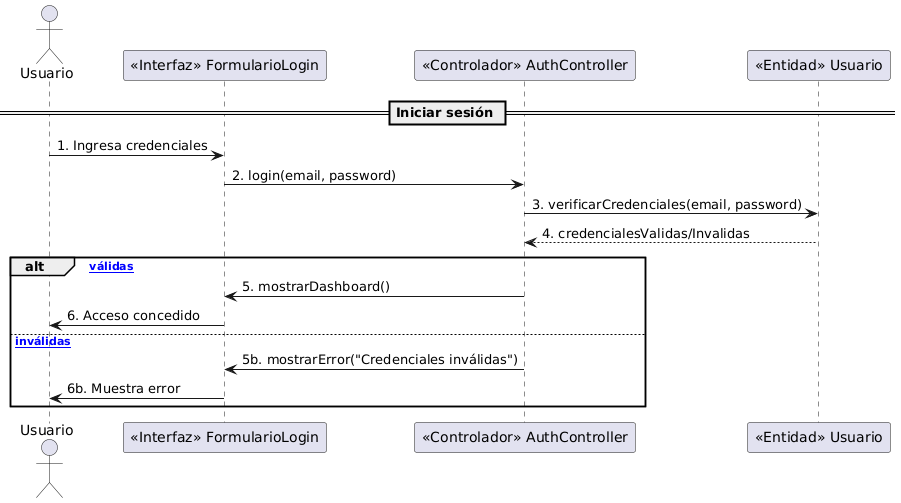 Usuario
«Interfaz» FormularioLogin
«Controlador» AuthController
«Entidad» Usuario
Iniciar sesión
1. Ingresa credenciales
2. login(email, password)
3. verificarCredenciales(email, password)
4. credencialesValidas/Invalidas
alt
válidas
5. mostrarDashboard()
6. Acceso concedido
inválidas
5b. mostrarError("Credenciales inválidas")
6b. Muestra error
Usuario
«Interfaz» FormularioLogin
«Controlador» AuthController
«Entidad» Usuario